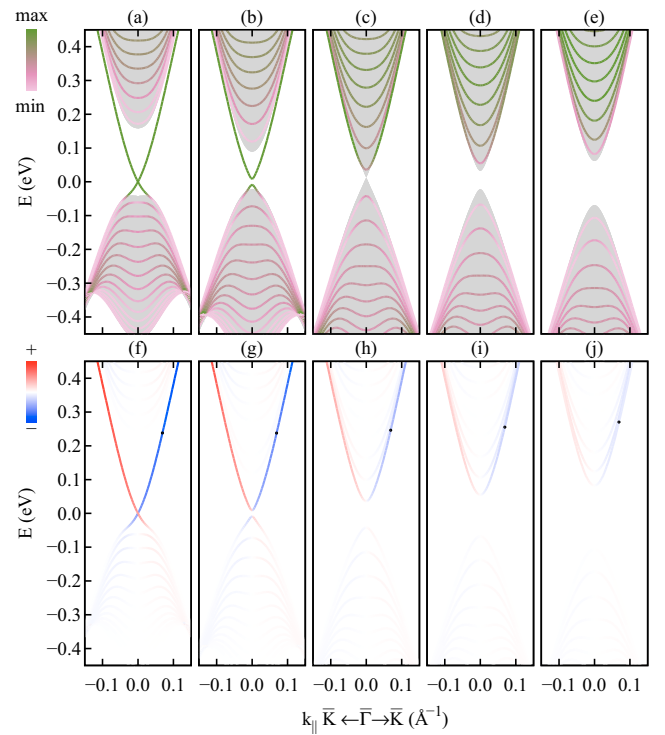 max
min
(a) (b) (c) (d) (e)
0.4
0.3
0.2
0.1
0.0
−0.1
−0.2
−0.3
−0.4
E (eV)
+
−
(f) (g) (h) (i) (j)
0.4
0.3
0.2
0.1
0.0
−0.1
−0.2
−0.3
−0.4
E (eV)
−0.1 0.0 0.1 −0.1 0.0 0.1 −0.1 0.0 0.1 −0.1 0.0 0.1 −0.1 0.0 0.1
k∥ K̅ ←Γ̅→K̅ (Å⁻¹)